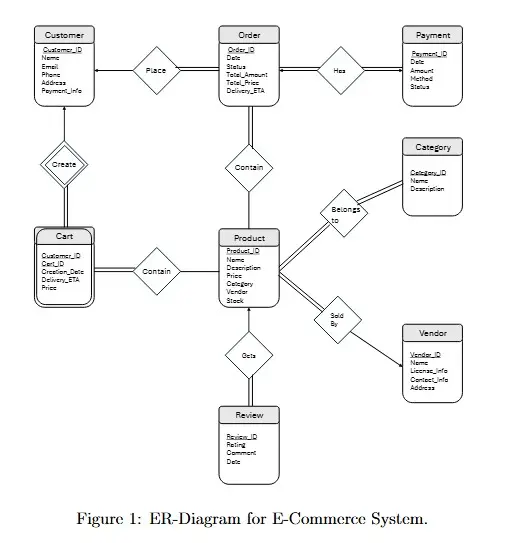 Customer
Customer_ID
Name
Email
Phone
Address
Payment_Info
Place
Order
Order_ID
Date
Status
Total_Amount
Total_Price
Delivery_ETA
Has
Payment
Payment_ID
Date
Amount
Method
Status
Create
Contain
Category
Category_ID
Name
Description
Belongs
to
Cart
Customer_ID
Cart_ID
Creation_Date
Delivery_ETA
Price
Contain
Product
Product_ID
Name
Description
Price
Category
Vendor
Stock
Sold
By
Vendor
Vendor_ID
Name
License_Info
Contact_Info
Address
Gets
Review
Review_ID
Rating
Comment
Date
Figure 1: ER-Diagram for E-Commerce System.